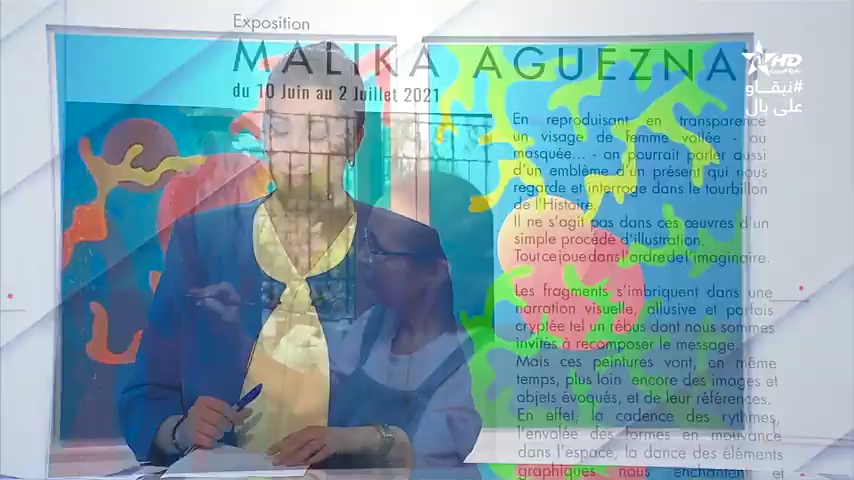 Exposition
MALIKA AGUEZNA
du 10 Juin au 2 Juillet 2021
HD
#نبقاو
على بال
En reproduisant en transparence
un visage de femme voilée - ou
masquée... - on pourrait parler aussi
d'un emblème d'un présent qui nous
regarde et interroge dans le tourbillon
de l'Histoire.
Il ne s'agit pas dans ces œuvres d'un
simple procédé d'illustration.
Tout ce joue dans l'ordre de l'imaginaire.
Les fragments s'imbriquent dans une
narration visuelle, allusive et parfois
cryptée tel un rébus dont nous sommes
invités à recomposer le message.
Mais ces peintures vont, en même
temps, plus loin encore des images et
objets évoqués, et de leur références.
En effet, la cadence des rythmes,
l'envolée des formes en mouvance
dans l'espace, la danse des éléments
graphiques nous enchantent et